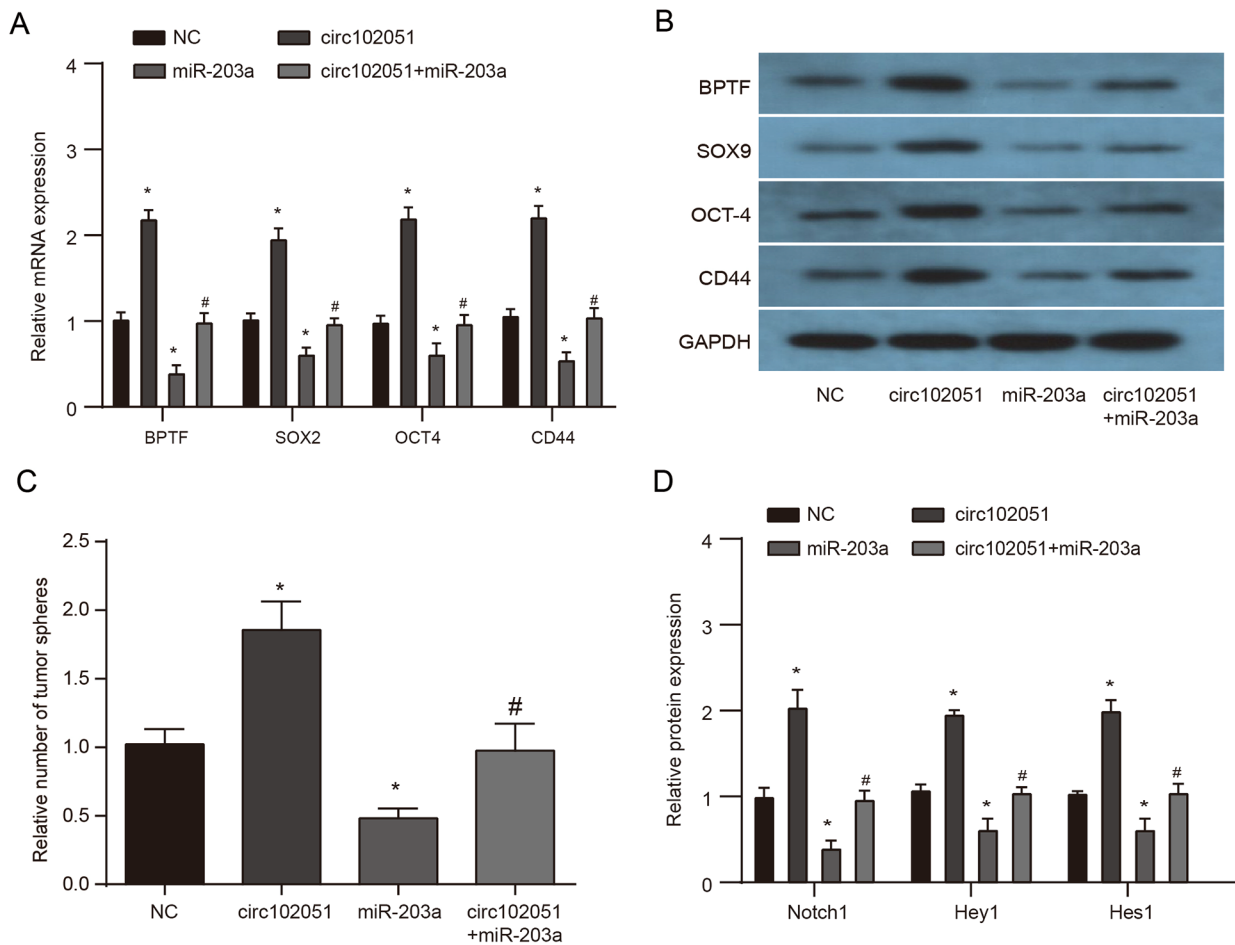 A
NC
circ102051
miR-203a
circ102051+miR-203a
Relative mRNA expression
4
3
2
1
0
*
*
#
*
*
#
*
*
#
*
*
#
BPTF
SOX2
OCT4
CD44
B
BPTF
SOX9
OCT-4
CD44
GAPDH
NC
circ102051
miR-203a
circ102051
+miR-203a
C
Relative number of tumor spheres
2.5
2.0
1.5
1.0
0.5
0.0
*
*
#
NC
circ102051
miR-203a
circ102051
+miR-203a
D
NC
circ102051
miR-203a
circ102051+miR-203a
Relative protein expression
4
3
2
1
0
*
*
#
*
*
#
*
*
#
Notch1
Hey1
Hes1